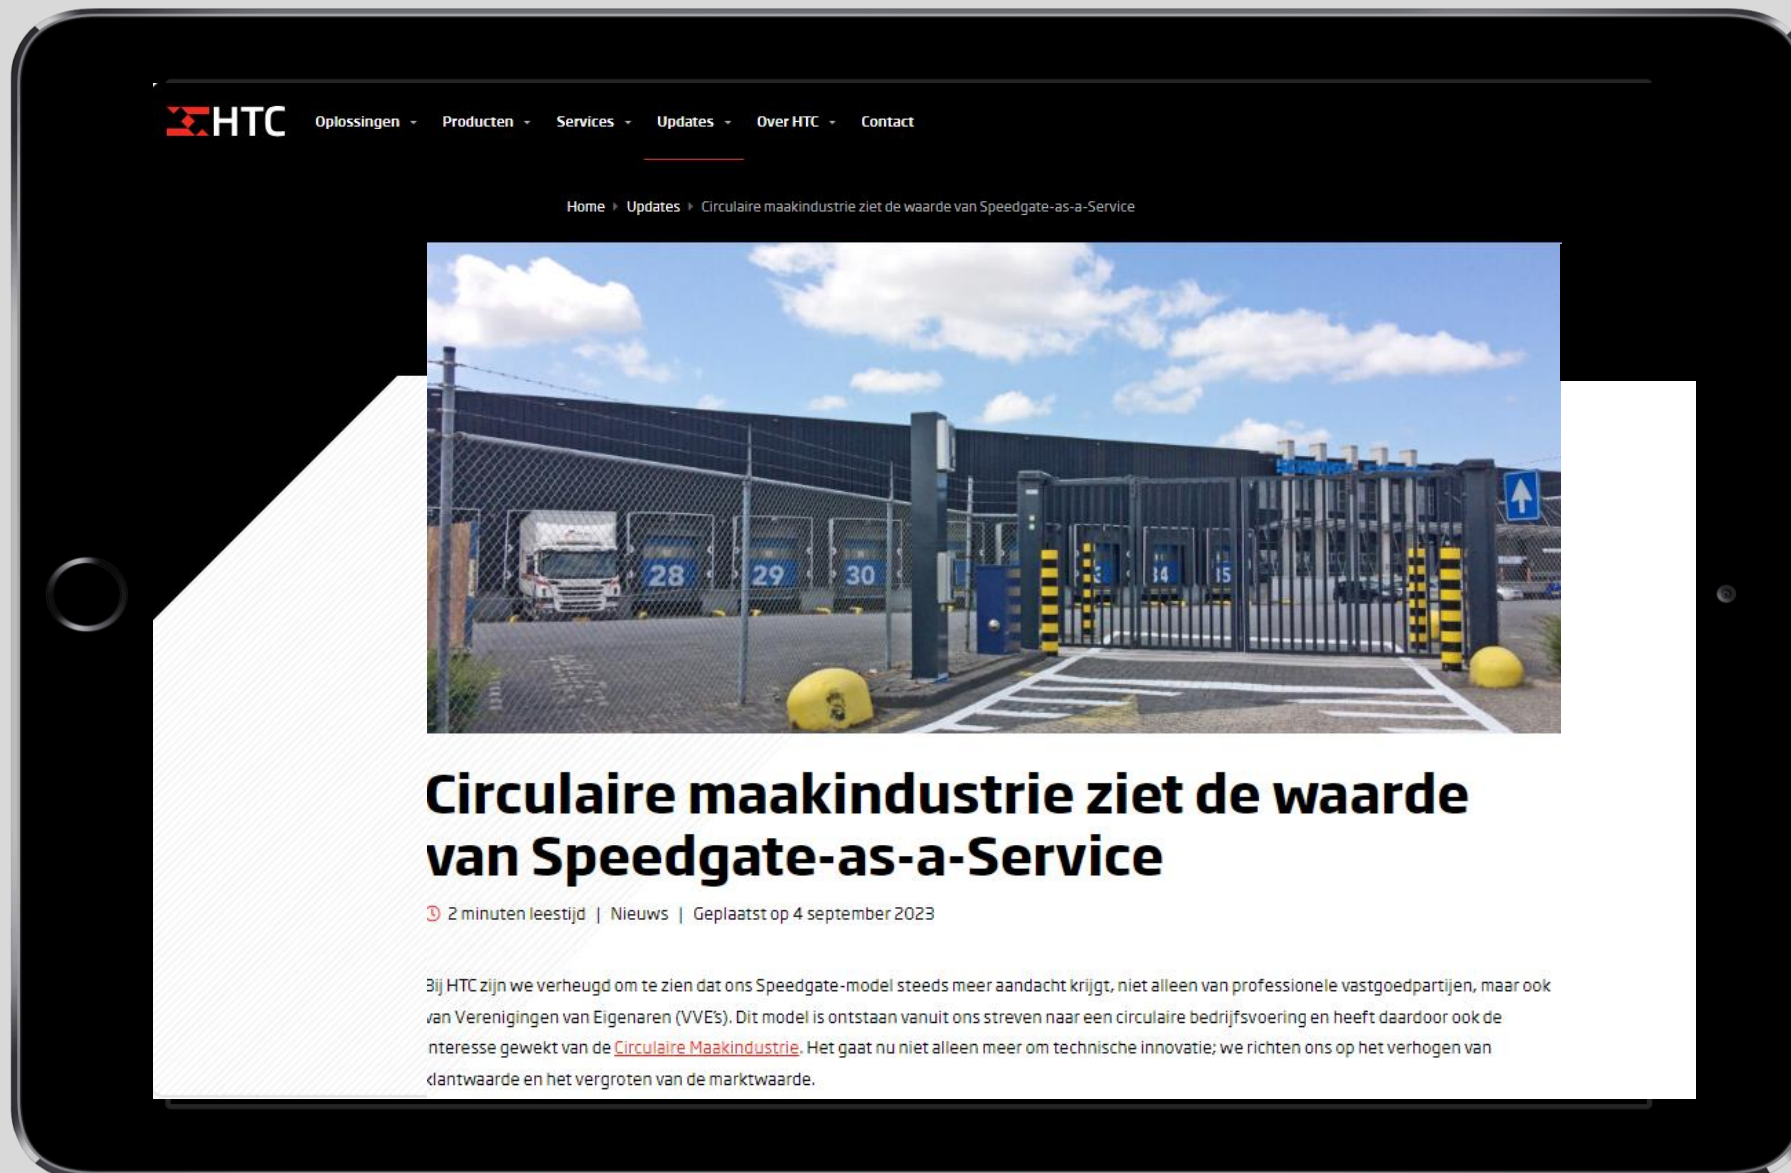 HTC Oplossingen Producten Services Updates Over HTC Contact
Home Updates Circulaire maakindustrie ziet de waarde van Speedgate-as-a-Service
28 29 30 34 35
Circulaire maakindustrie ziet de waarde
van Speedgate-as-a-Service
2 minuten leestijd | Nieuws | Geplaatst op 4 september 2023
Bij HTC zijn we verheugd om te zien dat ons Speedgate-model steeds meer aandacht krijgt, niet alleen van professionele vastgoedpartijen, maar ook
van Verenigingen van Eigenaren (VVE's). Dit model is ontstaan vanuit ons streven naar een circulaire bedrijfsvoering en heeft daardoor ook de
nteresse gewekt van de Circulaire Maakindustrie. Het gaat nu niet alleen meer om technische innovatie; we richten ons op het verhogen van
klantwaarde en het vergroten van de marktwaarde.